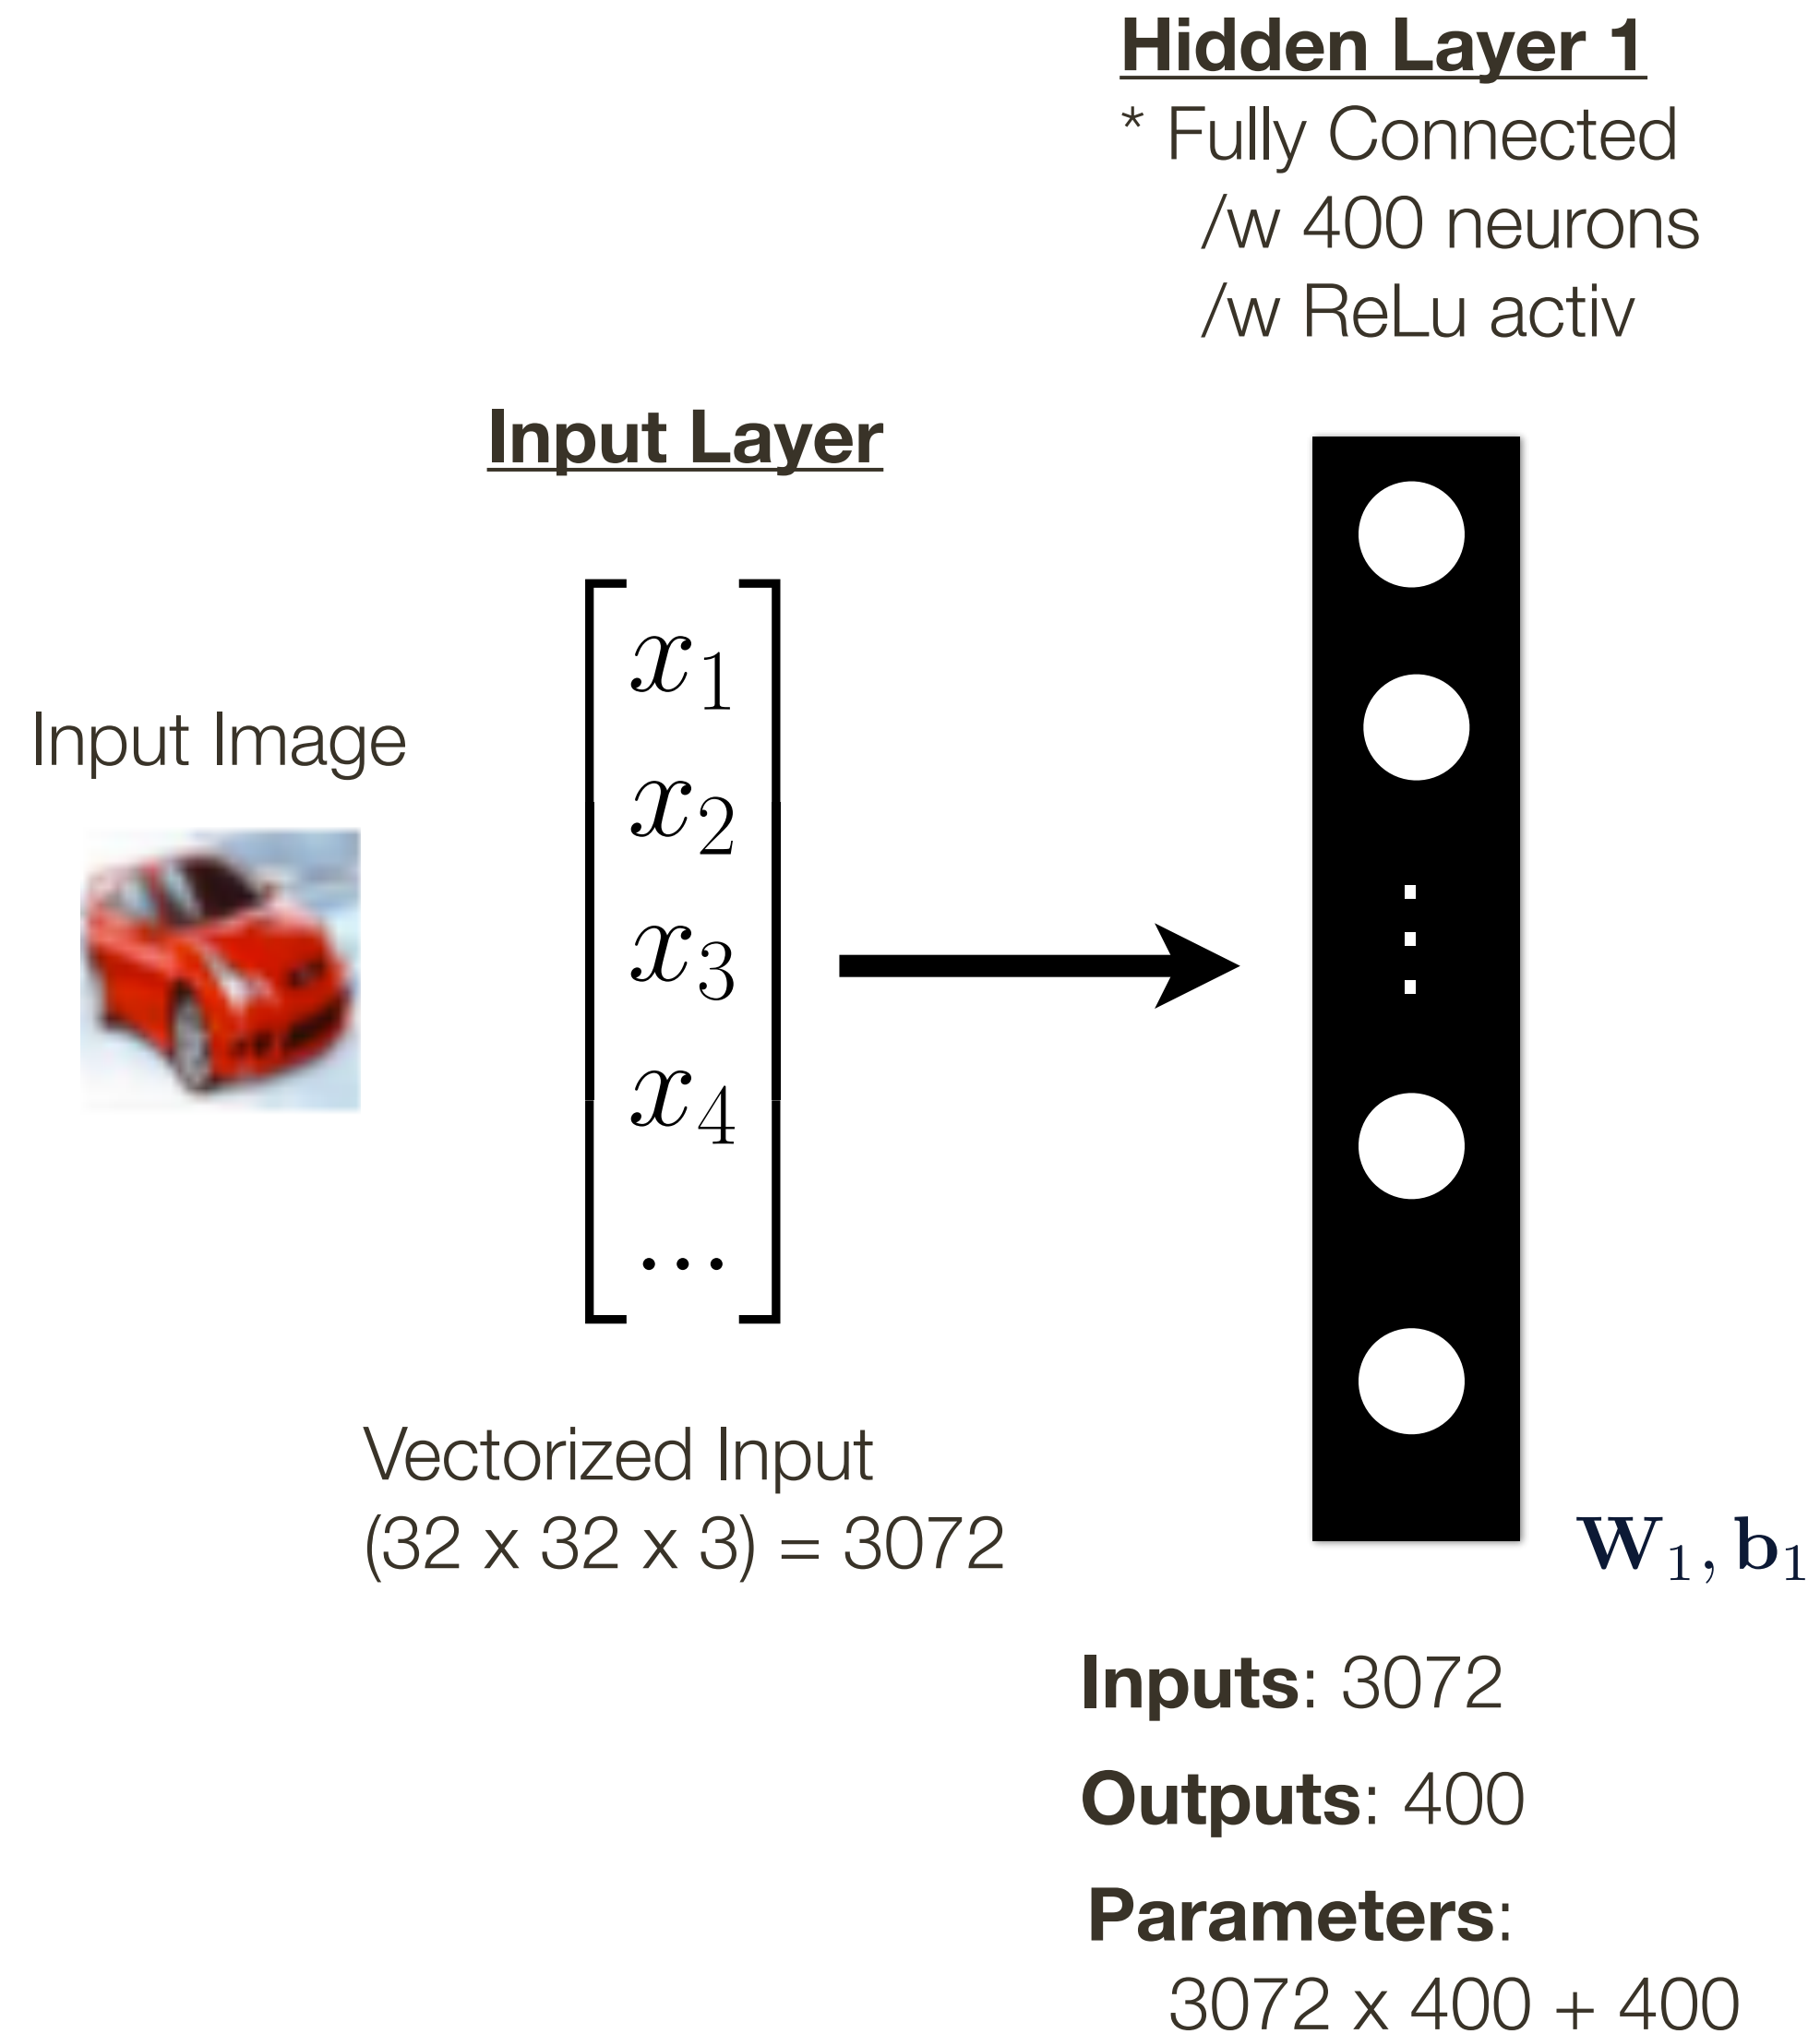 Hidden Layer 1
* Fully Connected
/w 400 neurons
/w ReLu activ
Input Layer
Input Image
x1
x2
x3
x4
...
Vectorized Input
(32 x 32 x 3) = 3072
W1, b1
Inputs: 3072
Outputs: 400
Parameters:
3072 x 400 + 400